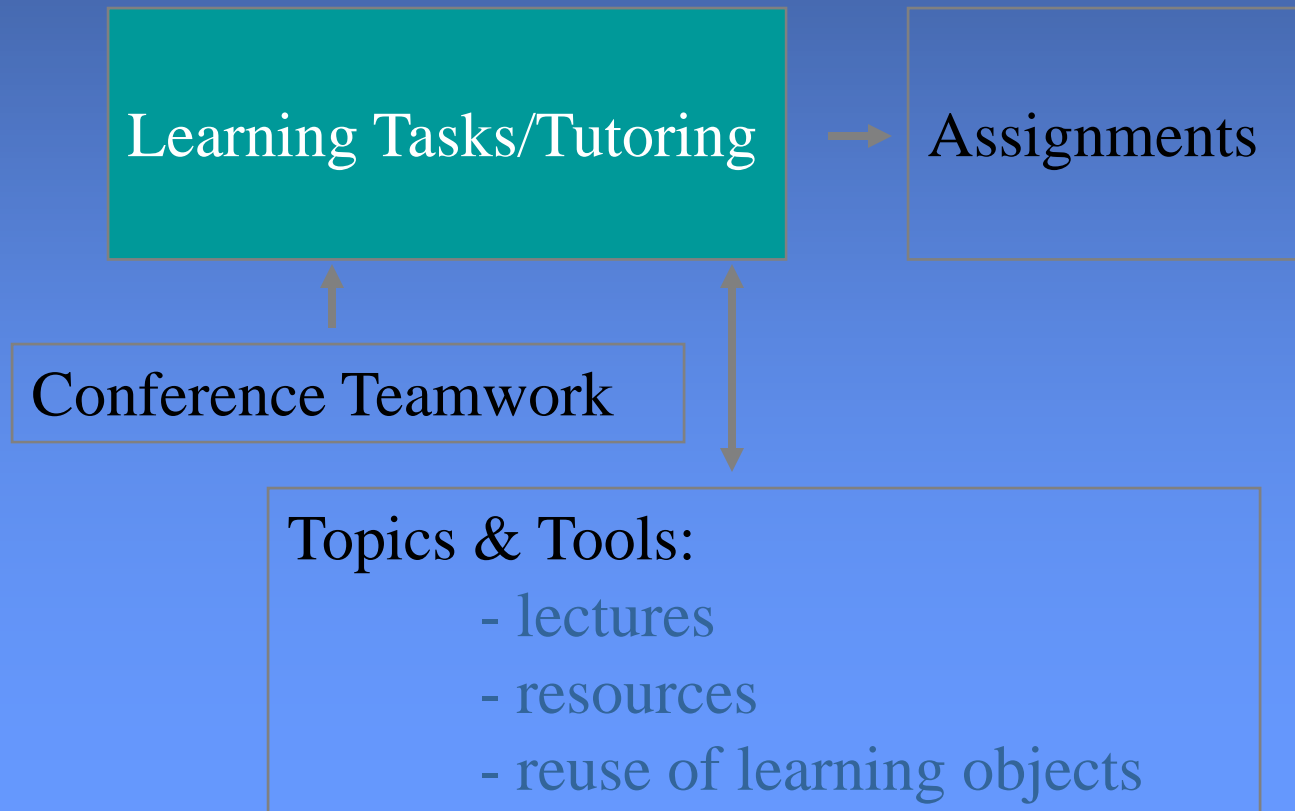 Learning Tasks/Tutoring
Assignments
Conference Teamwork
Topics & Tools:
- lectures
- resources
- reuse of learning objects